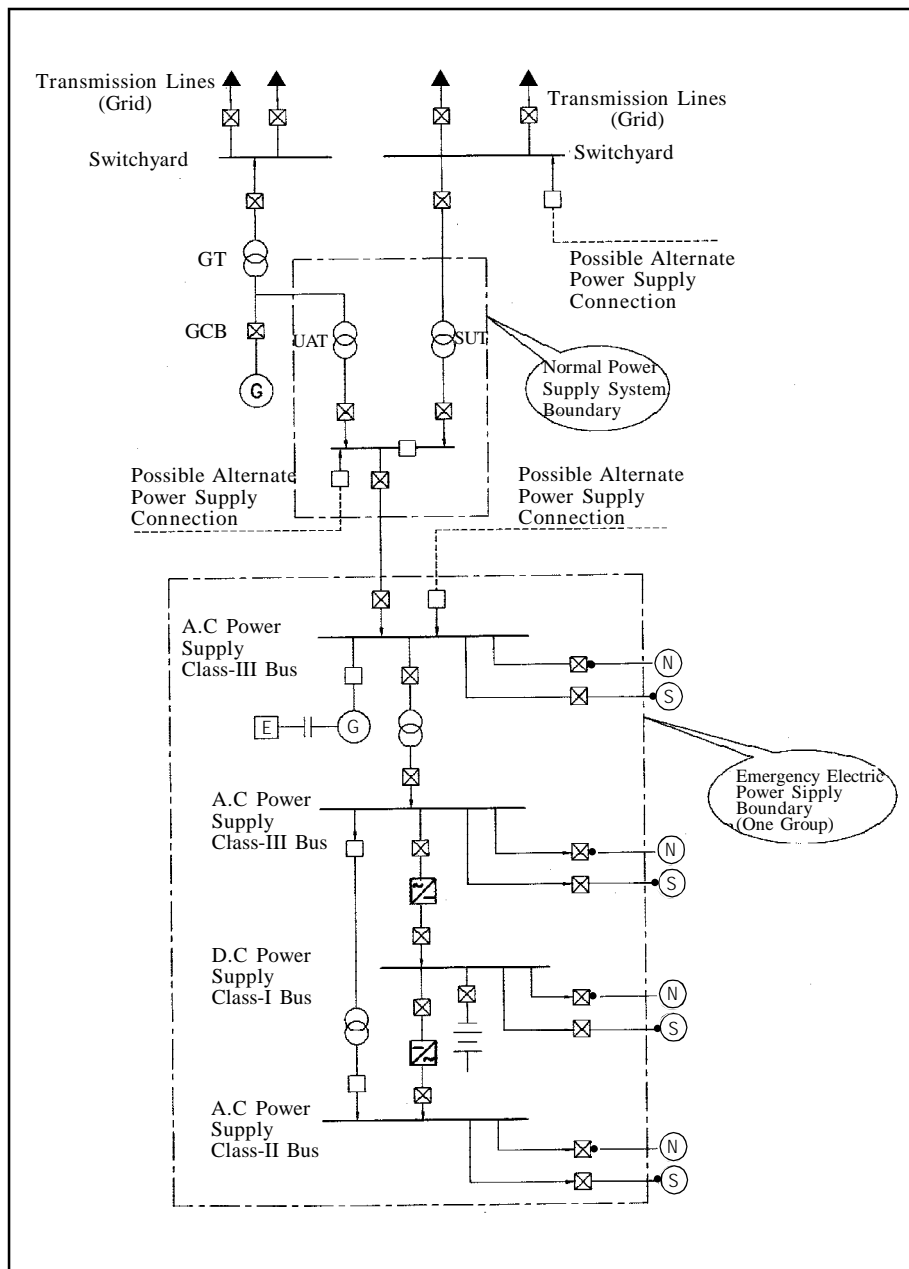 Transmission Lines
(Grid)
Transmission Lines
(Grid)
Switchyard
Switchyard
GT
Possible Alternate
Power Supply
Connection
GCB
UAT
SUT
G
Normal Power
Supply System
Boundary
Possible Alternate
Power Supply
Connection
Possible Alternate
Power Supply
Connection
A.C Power
Supply
Class-III Bus
N
S
E
G
Emergency Electric
Power Sipply
Boundary
(One Group)
A.C Power
Supply
Class-III Bus
N
S
D.C Power
Supply
Class-I Bus
N
S
A.C Power
Supply
Class-II Bus
N
S